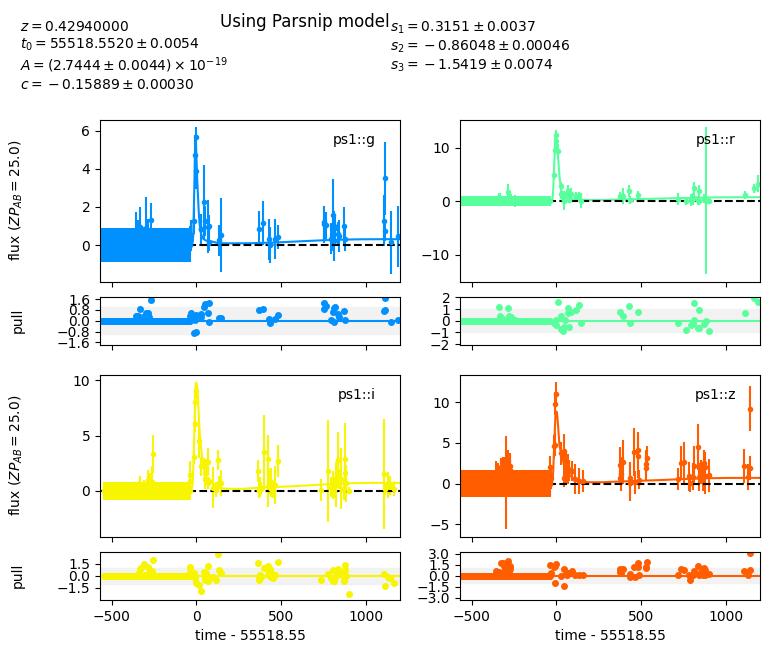 Using Parsnip model
z = 0.42940000
t₀ = 55518.5520 ± 0.0054
A = (2.7444 ± 0.0044) × 10⁻¹⁹
c = −0.15889 ± 0.00030
s₁ = 0.3151 ± 0.0037
s₂ = −0.86048 ± 0.00046
s₃ = −1.5419 ± 0.0074
flux (ZP_AB = 25.0)
6
4
2
0
ps1::g
10
0
−10
ps1::r
pull
1.6
0.8
0.0
−0.8
−1.6
2
1
0
−1
−2
flux (ZP_AB = 25.0)
10
5
0
ps1::i
10
5
0
−5
ps1::z
pull
1.5
0.0
−1.5
3.0
1.5
0.0
−1.5
−3.0
−500 0 500 1000
−500 0 500 1000
time - 55518.55
time - 55518.55